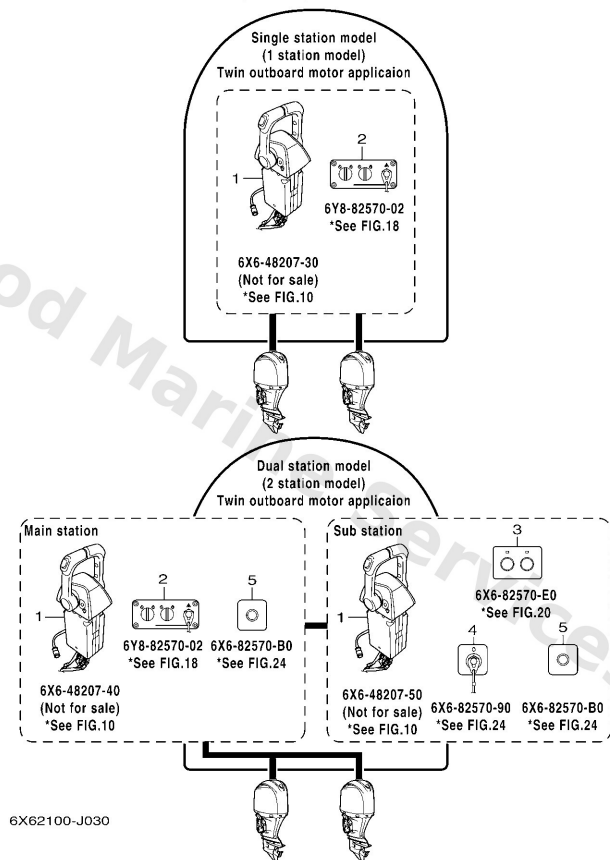 Single station model
(1 station model)
Twin outboard motor applicaion
1
2
6Y8-82570-02
*See FIG.18
6X6-48207-30
(Not for sale)
*See FIG.10
Dual station model
(2 station model)
Twin outboard motor applicaion
Main station
1
2
6Y8-82570-02
*See FIG.18
5
6X6-82570-B0
*See FIG.24
6X6-48207-40
(Not for sale)
*See FIG.10
Sub station
3
6X6-82570-E0
*See FIG.20
1
6X6-48207-50
(Not for sale)
*See FIG.10
4
6X6-82570-90
*See FIG.24
5
6X6-82570-B0
*See FIG.24
6X62100-J030
od Marine Services